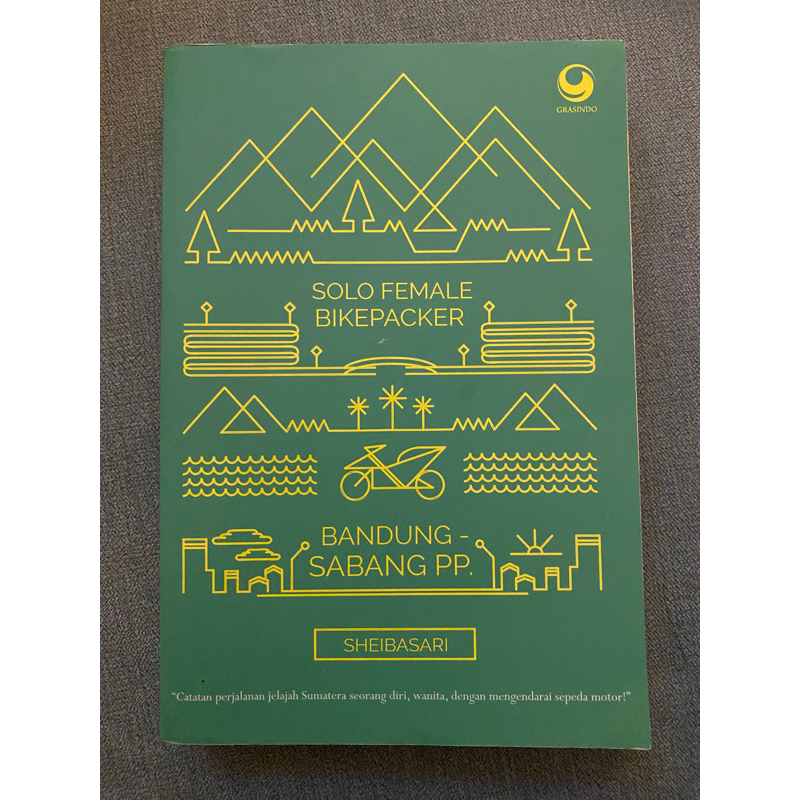 GRASINDO
SOLO FEMALE
BIKEPACKER
BANDUNG -
SABANG PP.
SHEIBASARI
“Catatan perjalanan jelajah Sumatera seorang diri, wanita, dengan mengendarai sepeda motor!”